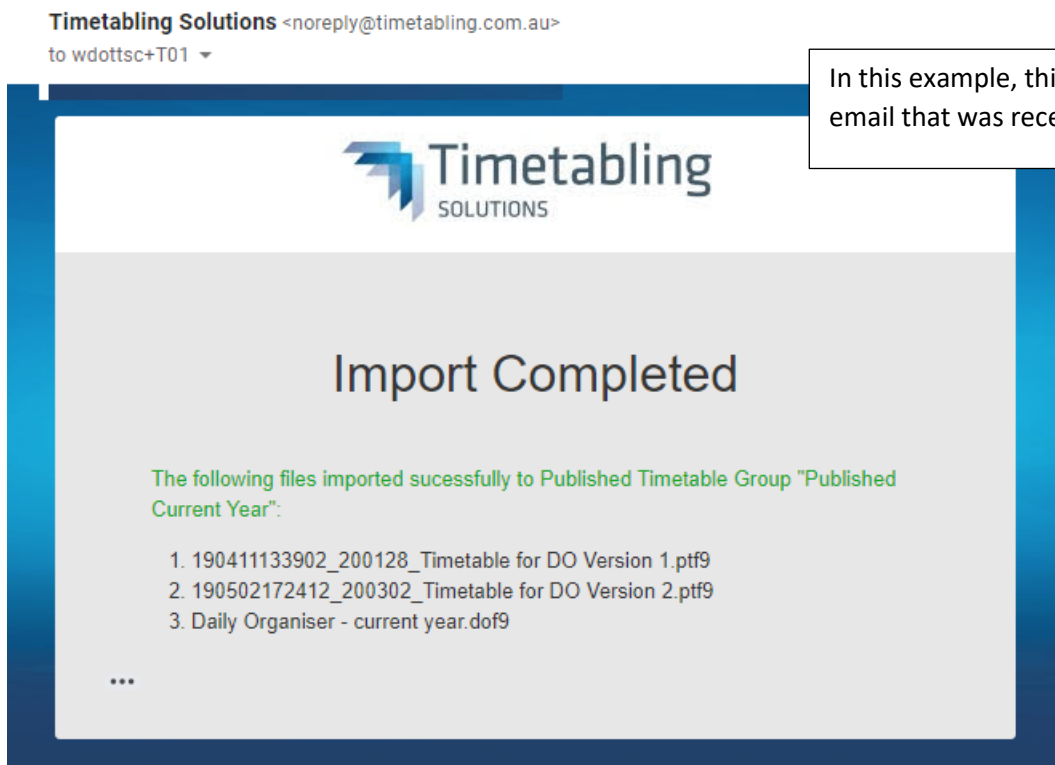 Timetabling Solutions <noreply@timetabling.com.au>
to wdottsc+T01
In this example, thi
email that was rece
Timetabling
SOLUTIONS
Import Completed
The following files imported sucessfully to Published Timetable Group "Published
Current Year":
1. 190411133902_200128_Timetable for DO Version 1.ptf9
2. 190502172412_200302_Timetable for DO Version 2.ptf9
3. Daily Organiser - current year.dof9